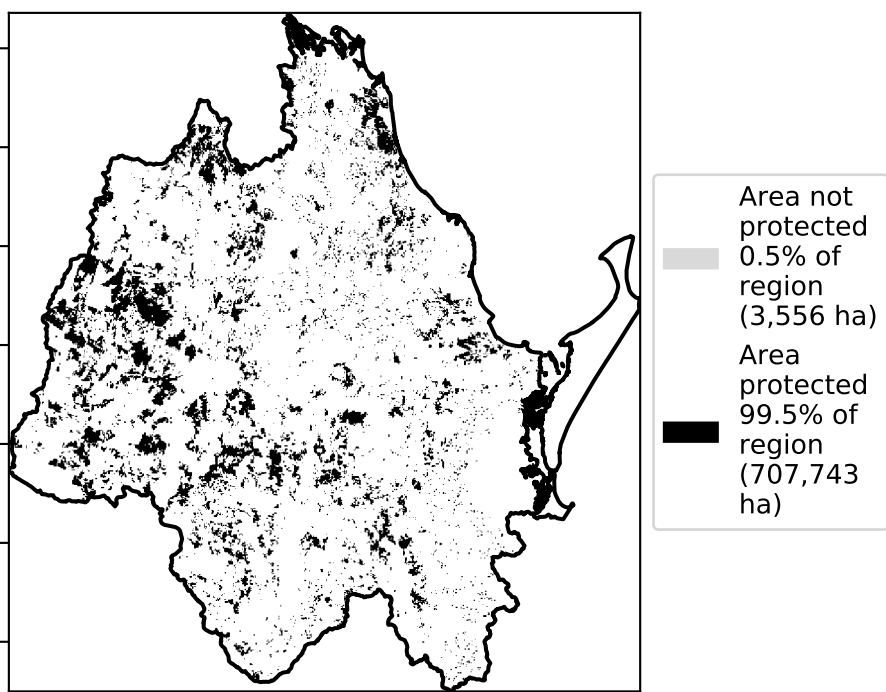 Area not
protected
0.5% of
region
(3,556 ha)
Area
protected
99.5% of
region
(707,743
ha)